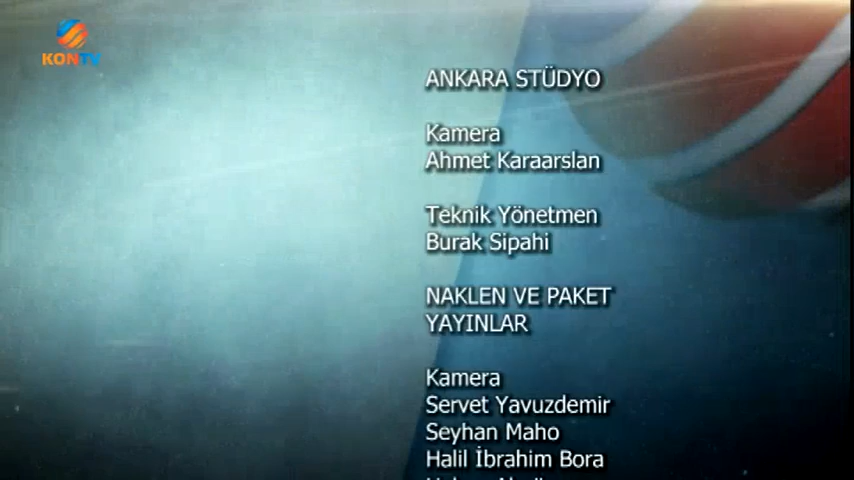 KONTV
ANKARA STÜDYO
Kamera
Ahmet Karaarslan
Teknik Yönetmen
Burak Sipahi
NAKLEN VE PAKET
YAYINLAR
Kamera
Servet Yavuzdemir
Seyhan Maho
Halil İbrahim Bora